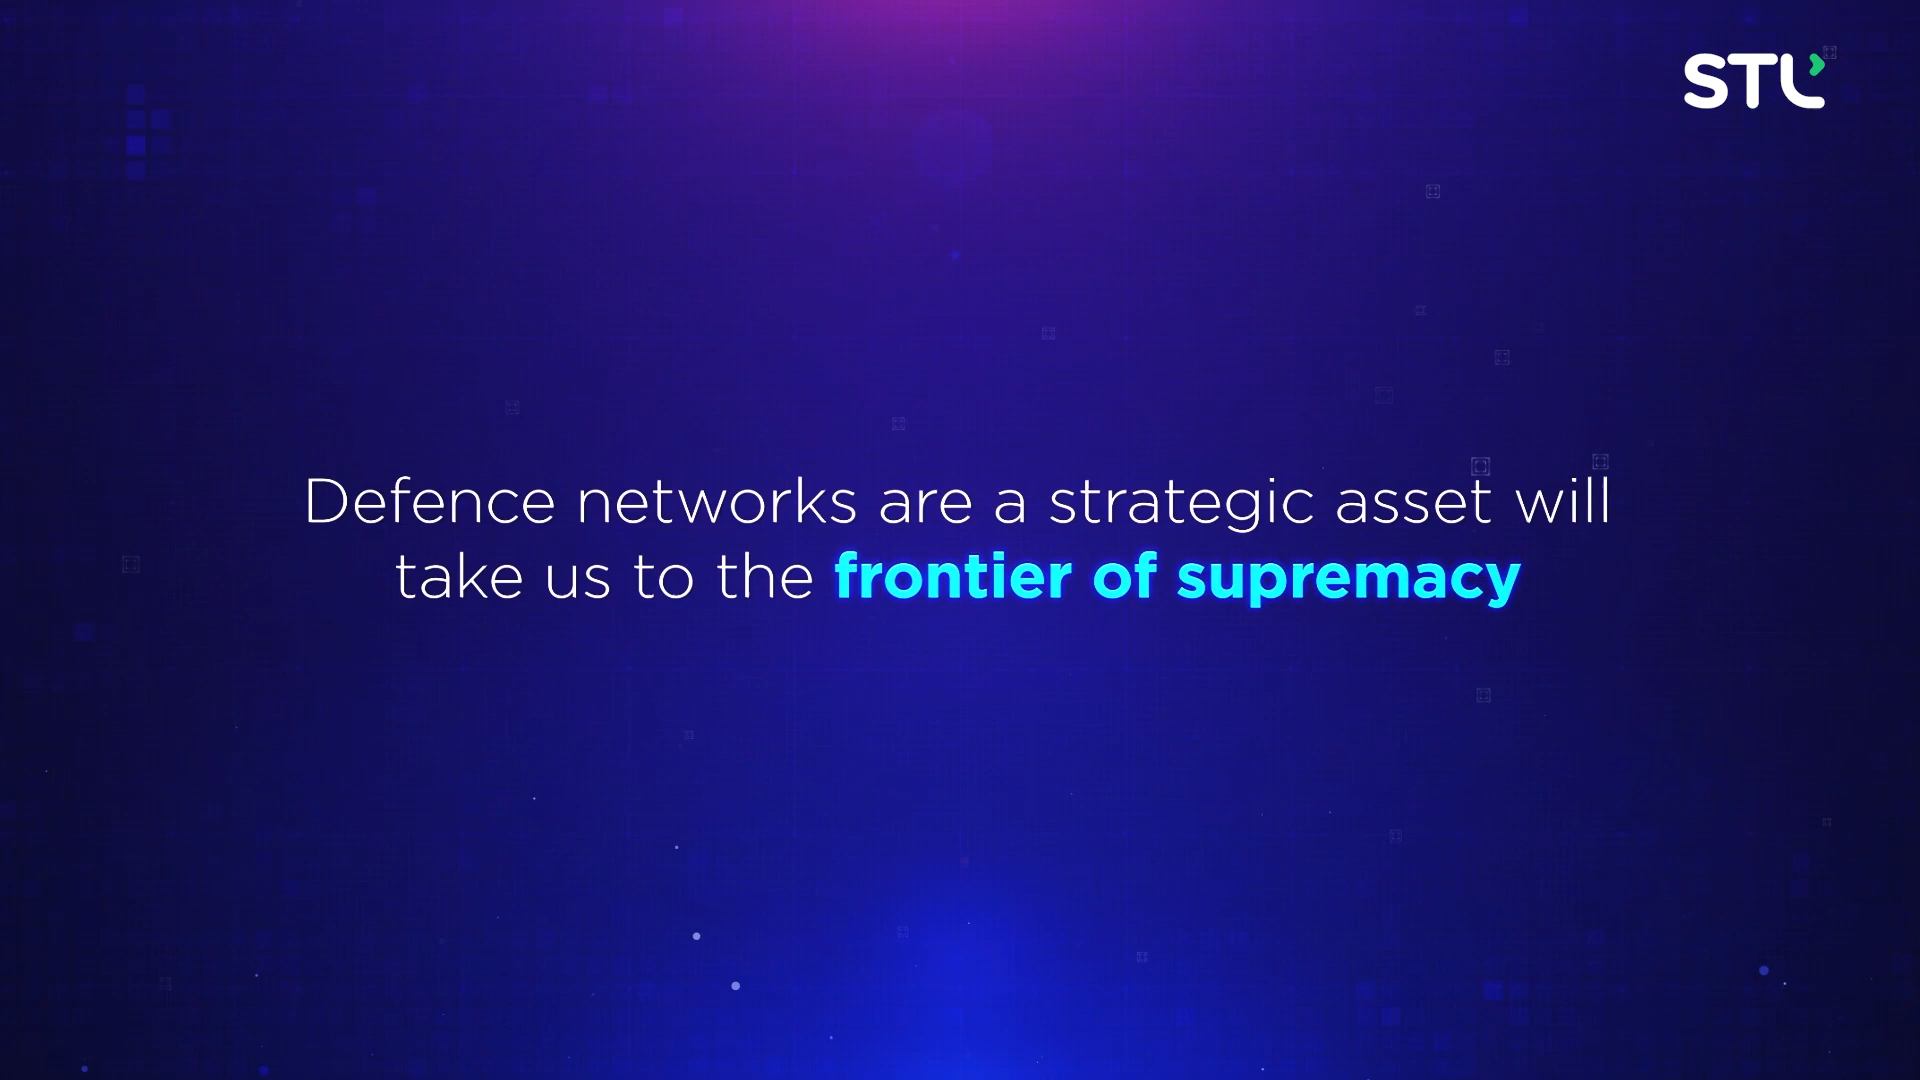 STL
Defence networks are a strategic asset will
take us to the frontier of supremacy